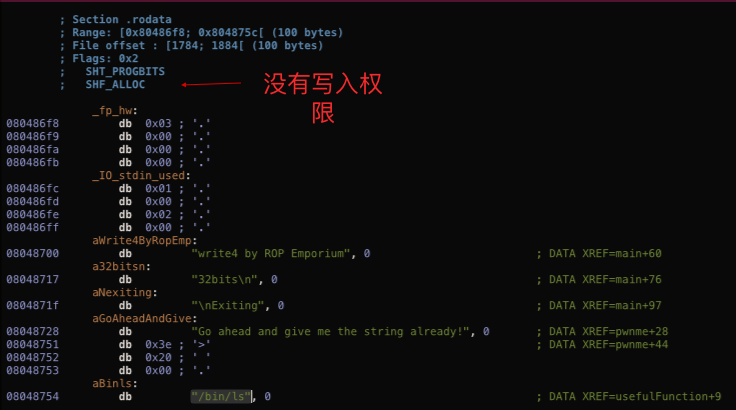 ; Section .rodata
; Range: [0x80486f8; 0x804875c[ (100 bytes)
; File offset : [1784; 1884[ (100 bytes)
; Flags: 0x2
;   SHT_PROGBITS
;   SHF_ALLOC
没有写入权
限
_fp_hw:
080486f8 db 0x03 ; '.'
080486f9 db 0x00 ; '.'
080486fa db 0x00 ; '.'
080486fb db 0x00 ; '.'
_IO_stdin_used:
080486fc db 0x01 ; '.'
080486fd db 0x00 ; '.'
080486fe db 0x02 ; '.'
080486ff db 0x00 ; '.'
aWrite4ByRopEmp:
08048700 db "write4 by ROP Emporium", 0 ; DATA XREF=main+60
a32bitsn:
08048717 db "32bits\n", 0 ; DATA XREF=main+76
aNexiting:
0804871f db "\nExiting", 0 ; DATA XREF=main+97
aGoAheadAndGive:
08048728 db "Go ahead and give me the string already!", 0 ; DATA XREF=pwnme+28
08048751 db 0x3e ; '>' ; DATA XREF=pwnme+44
08048752 db 0x20 ; ' '
08048753 db 0x00 ; '.'
aBinls:
08048754 db "/bin/ls", 0 ; DATA XREF=usefulFunction+9